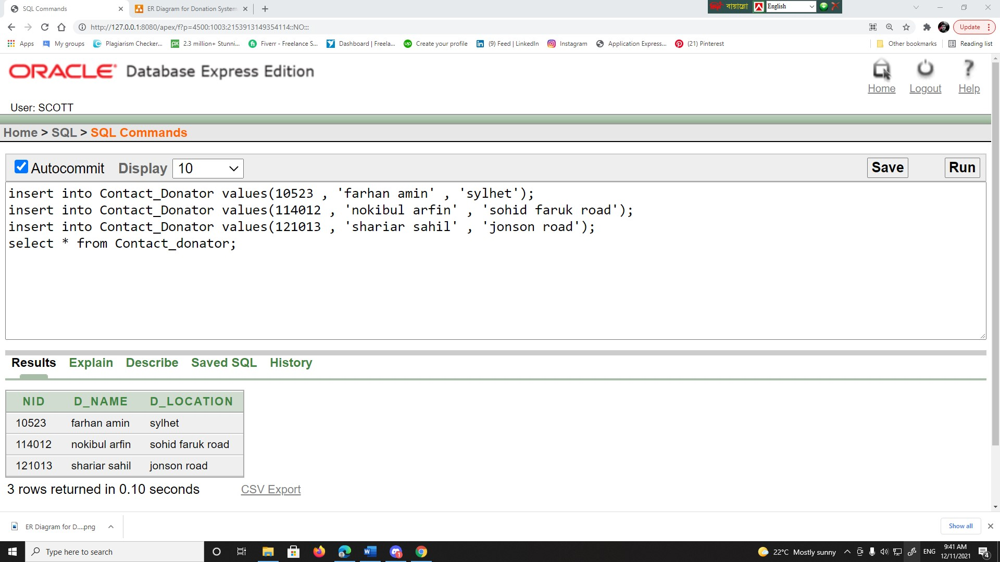 SQL Commands
ER Diagram for Donation System
English
http://127.0.0.1:8080/apex/f?p=4500:1003:2153913149354114::NO:::
Update
Apps
My groups
Plagiarism Checker...
2.3 million+ Stunni...
Fiverr - Freelance S...
Dashboard | Freela...
Create your profile
(9) Feed | LinkedIn
Instagram
Application Express...
(21) Pinterest
Other bookmarks
Reading list
ORACLE Database Express Edition
Home
Logout
Help
User: SCOTT
Home > SQL > SQL Commands
Autocommit Display 10
Save
Run
insert into Contact_Donator values(10523 , 'farhan amin' , 'sylhet');
insert into Contact_Donator values(114012 , 'nokibul arfin' , 'sohid faruk road');
insert into Contact_Donator values(121013 , 'shariar sahil' , 'jonson road');
select * from Contact_donator;
Results Explain Describe Saved SQL History
NID D_NAME D_LOCATION
10523 farhan amin sylhet
114012 nokibul arfin sohid faruk road
121013 shariar sahil jonson road
3 rows returned in 0.10 seconds CSV Export
ER Diagram for D....png
Show all
Type here to search
22°C Mostly sunny
ENG
9:41 AM
12/11/2021
4